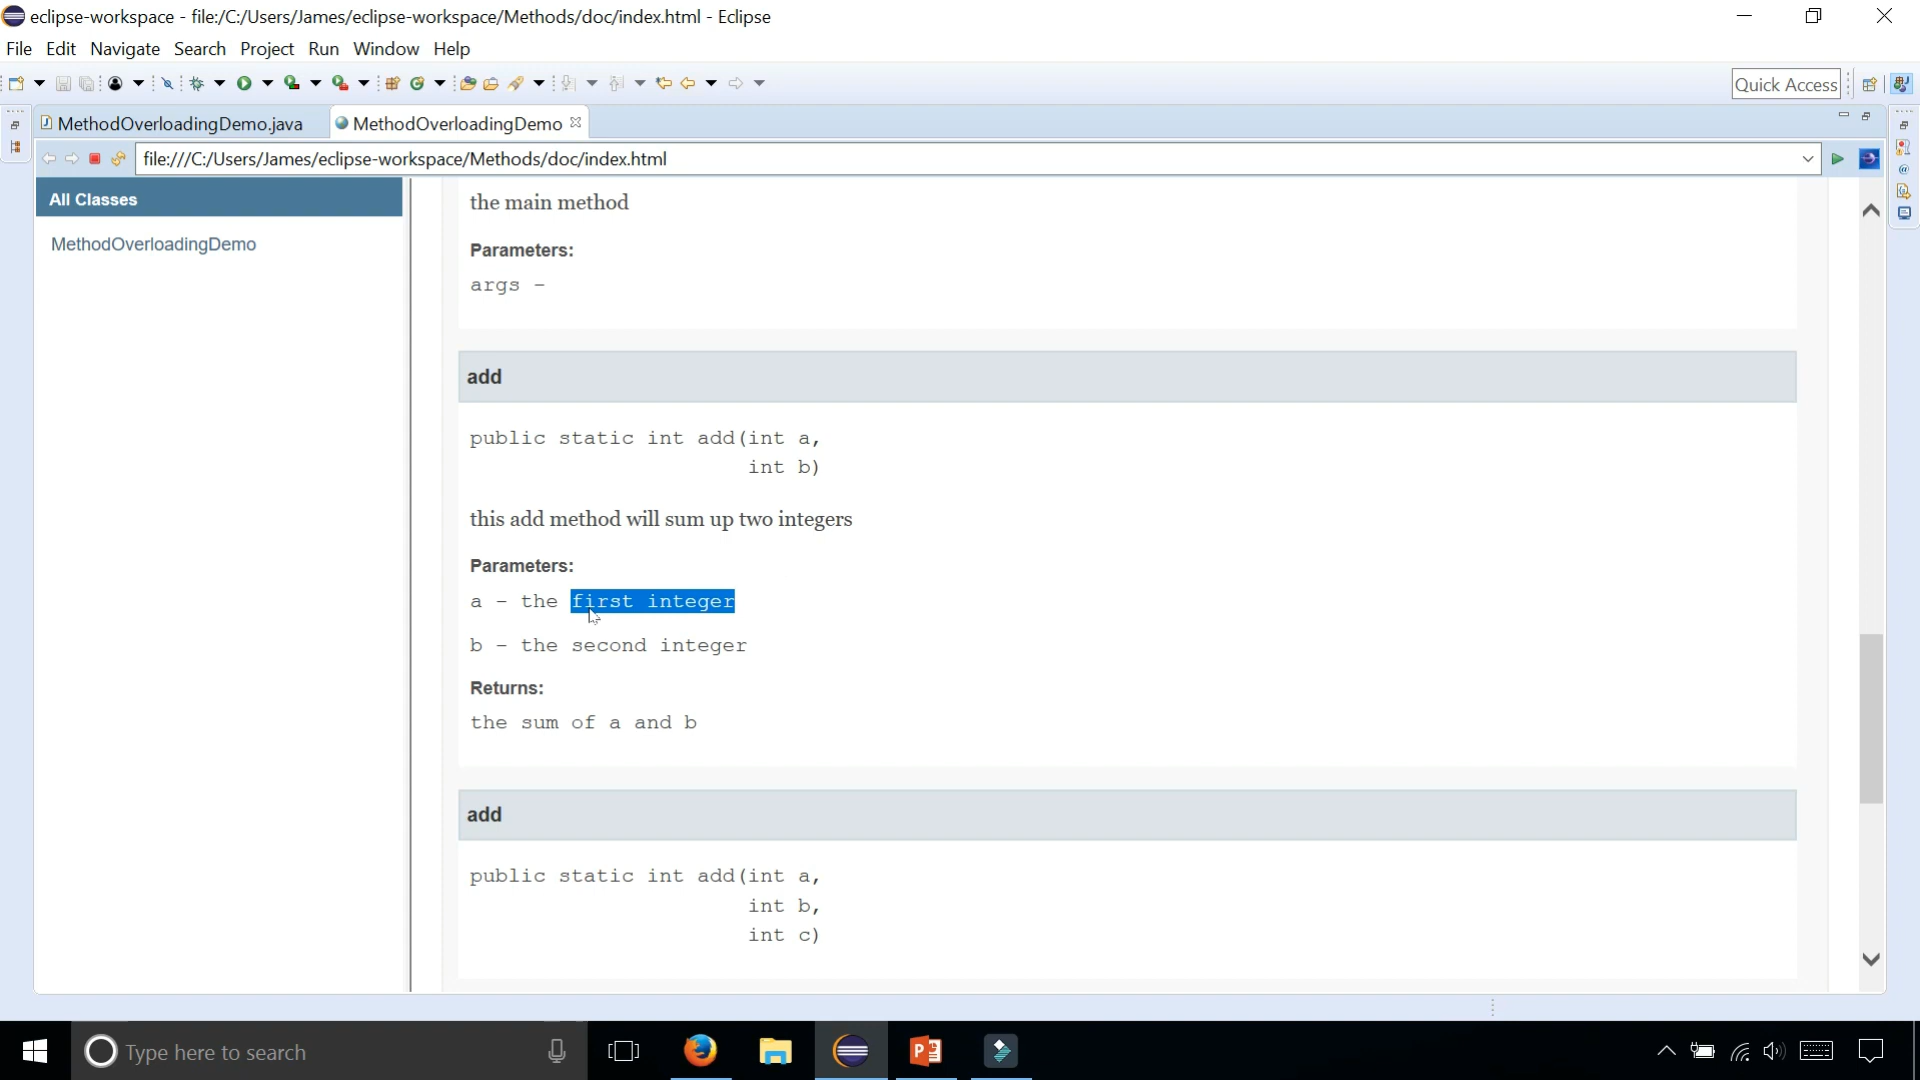 eclipse-workspace - file:/C:/Users/James/eclipse-workspace/Methods/doc/index.html - Eclipse
File Edit Navigate Search Project Run Window Help
Quick Access
MethodOverloadingDemo.java
MethodOverloadingDemo
file:///C:/Users/James/eclipse-workspace/Methods/doc/index.html
All Classes
MethodOverloadingDemo
the main method
Parameters:
args -
add
public static int add(int a,
int b)
this add method will sum up two integers
Parameters:
a - the first integer
b - the second integer
Returns:
the sum of a and b
add
public static int add(int a,
int b,
int c)
Type here to search